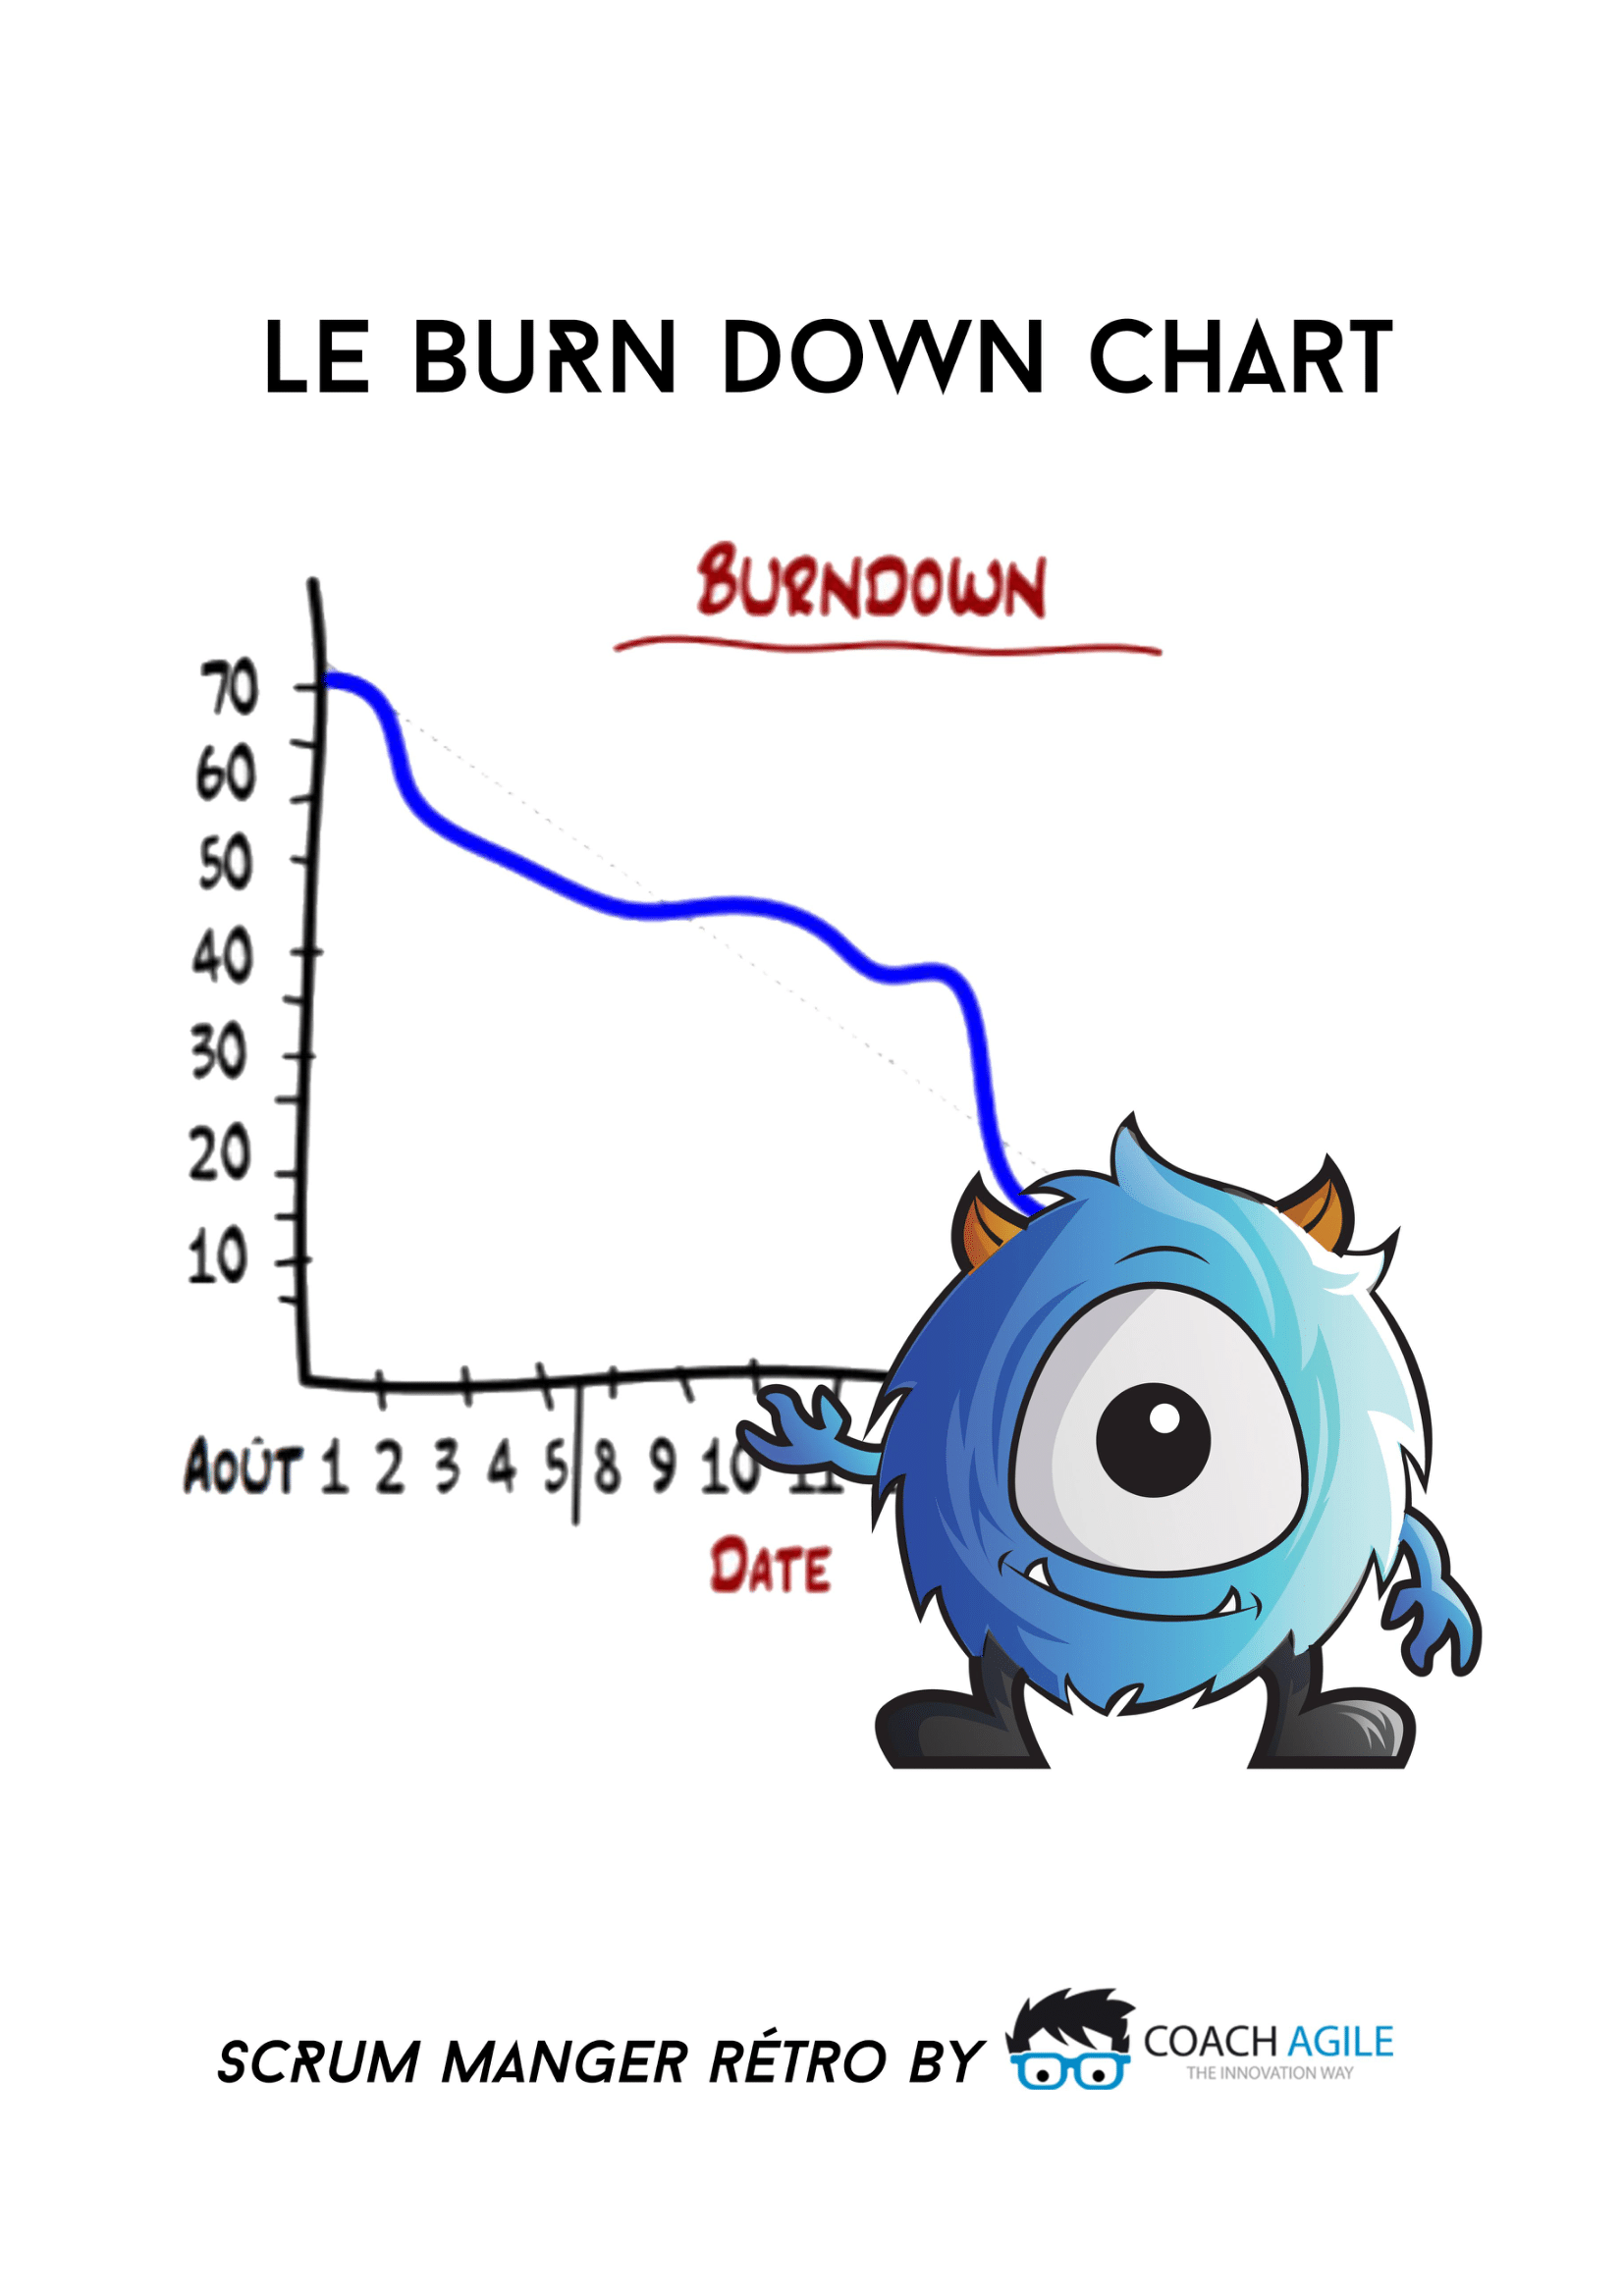 LE BURN DOWN CHART
BURNDOWN
70
60
50
40
30
20
10
AOÛT 1 2 3 4 5 8 9 10 11
DATE
SCRUM MANGER RÉTRO BY COACH AGILE
THE INNOVATION WAY